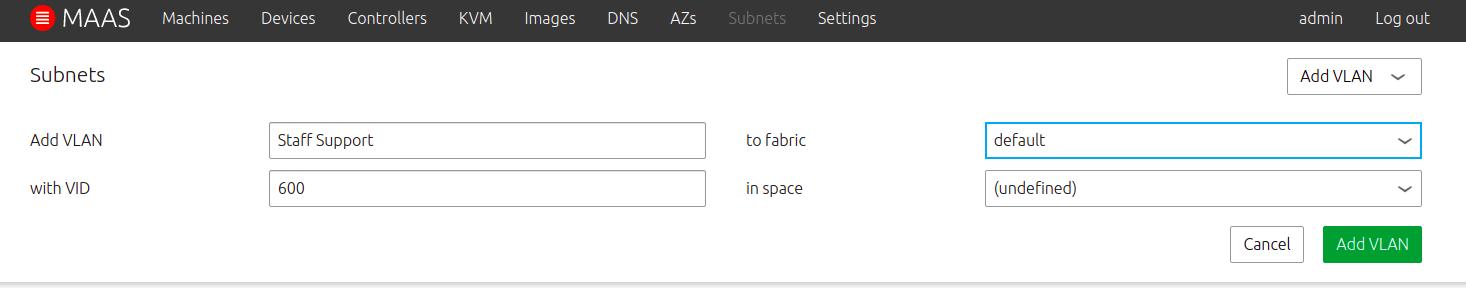 MAAS Machines Devices Controllers KVM Images DNS AZs Subnets Settings admin Log out
Subnets Add VLAN
Add VLAN Staff Support to fabric default
with VID 600 in space (undefined)
Cancel Add VLAN